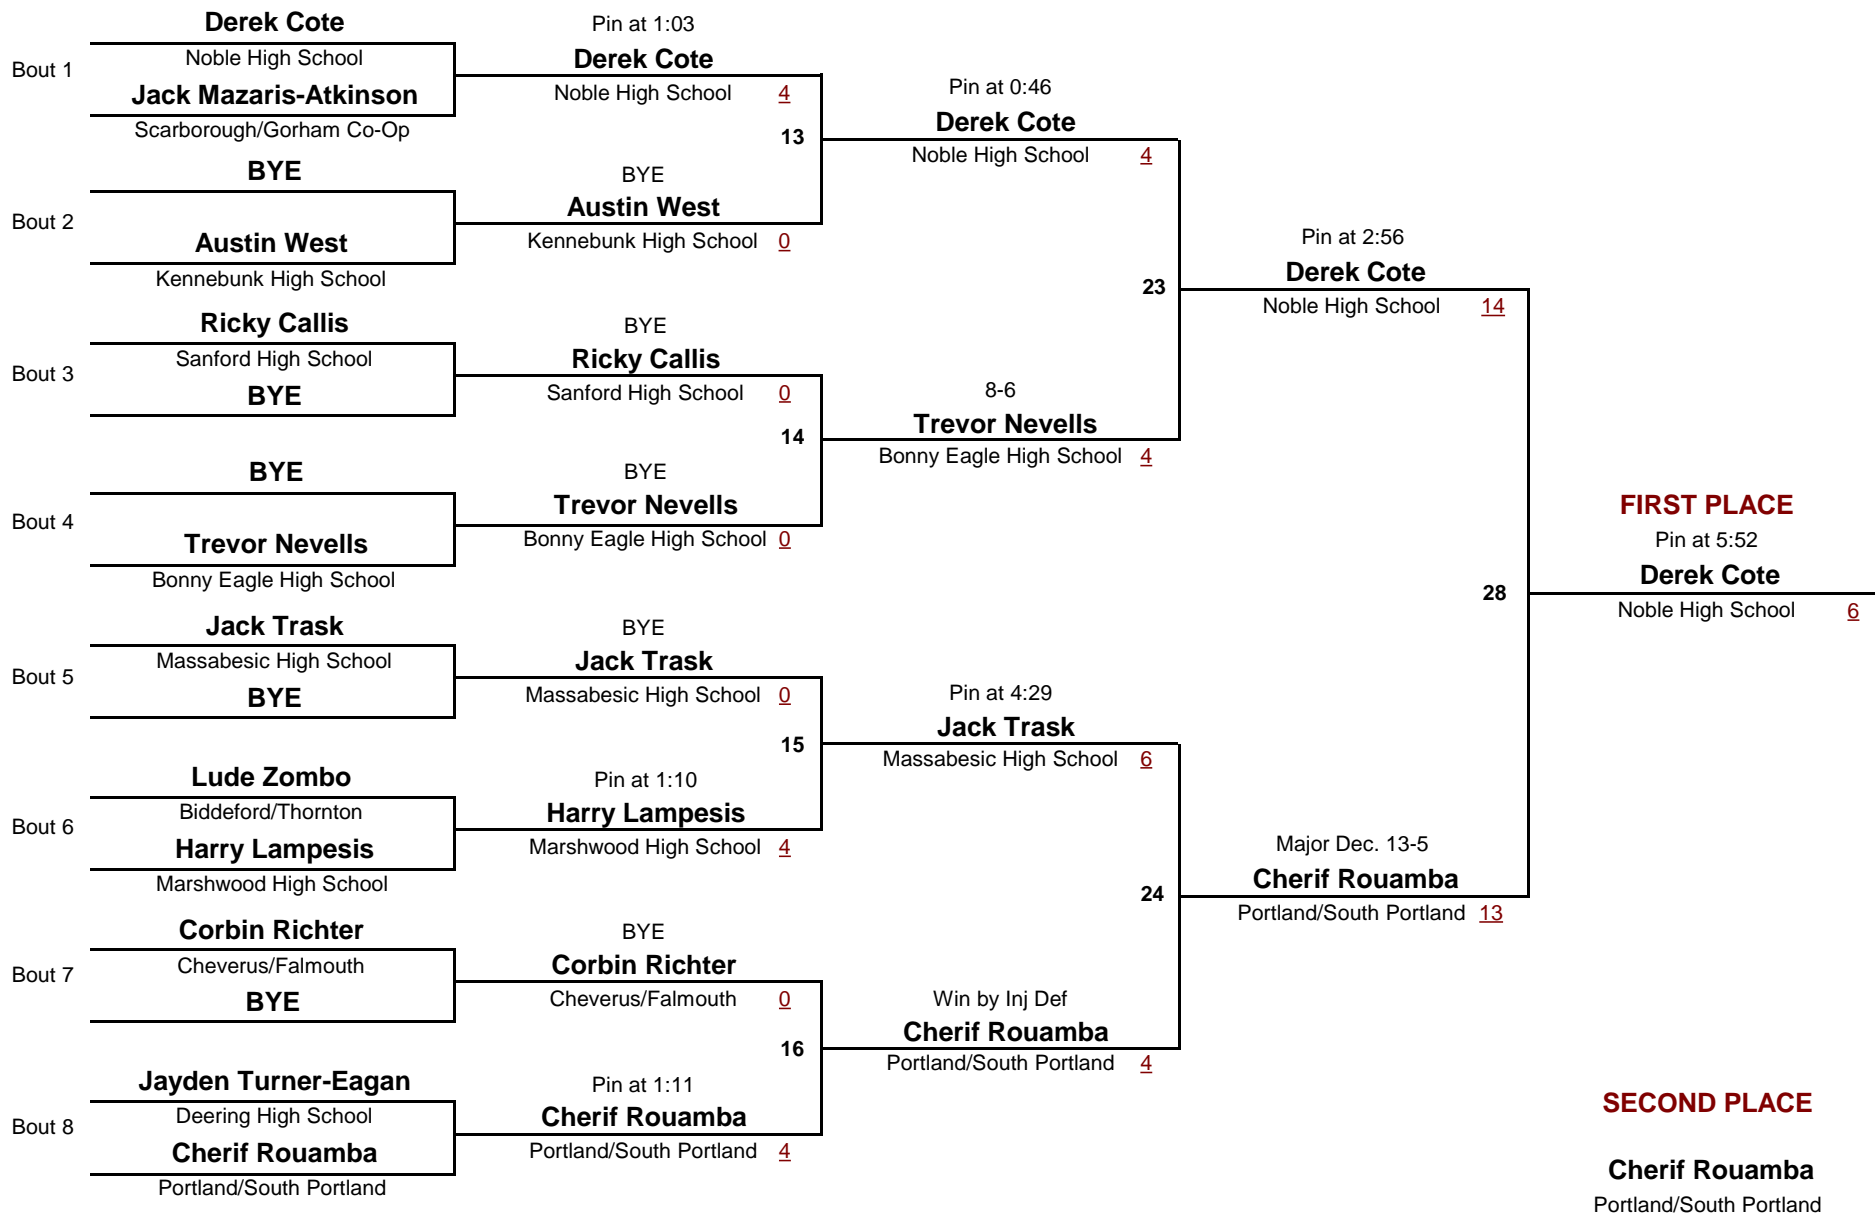 Derek Cote
Noble High School
Bout 1
Jack Mazaris-Atkinson
Scarborough/Gorham Co-Op
BYE
Bout 2
Austin West
Kennebunk High School
Ricky Callis
Sanford High School
Bout 3
BYE
BYE
Bout 4
Trevor Nevells
Bonny Eagle High School
Jack Trask
Massabesic High School
Bout 5
BYE
Lude Zombo
Biddeford/Thornton
Bout 6
Harry Lampesis
Marshwood High School
Corbin Richter
Cheverus/Falmouth
Bout 7
BYE
Jayden Turner-Eagan
Deering High School
Bout 8
Cherif Rouamba
Portland/South Portland
Pin at 1:03
Derek Cote
Noble High School 4
13
BYE
Austin West
Kennebunk High School 0
BYE
Ricky Callis
Sanford High School 0
14
BYE
Trevor Nevells
Bonny Eagle High School 0
BYE
Jack Trask
Massabesic High School 0
15
Pin at 1:10
Harry Lampesis
Marshwood High School 4
BYE
Corbin Richter
Cheverus/Falmouth 0
16
Pin at 1:11
Cherif Rouamba
Portland/South Portland 4
Pin at 0:46
Derek Cote
Noble High School 4
23
8-6
Trevor Nevells
Bonny Eagle High School 4
Pin at 4:29
Jack Trask
Massabesic High School 6
24
Win by Inj Def
Cherif Rouamba
Portland/South Portland 4
Pin at 2:56
Derek Cote
Noble High School 14
28
Major Dec. 13-5
Cherif Rouamba
Portland/South Portland 13
FIRST PLACE
Pin at 5:52
Derek Cote
Noble High School 6
SECOND PLACE
Cherif Rouamba
Portland/South Portland